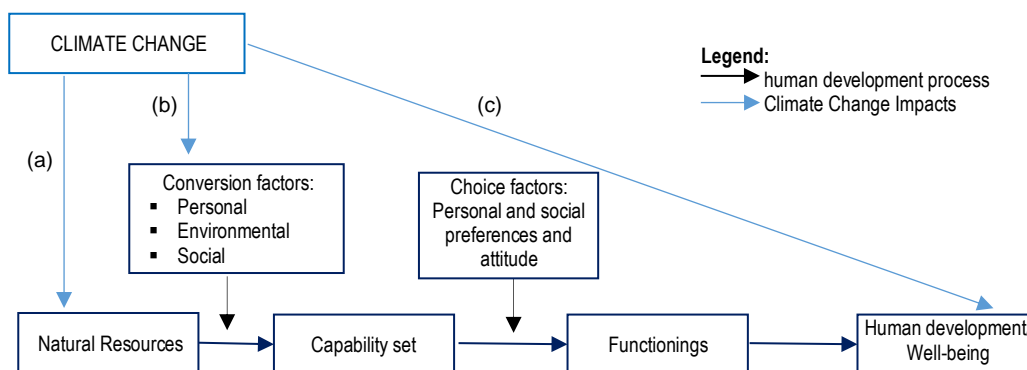 CLIMATE CHANGE
Legend:
human development process
Climate Change Impacts
(a)
(b)
(c)
Conversion factors:
▪ Personal
▪ Environmental
▪ Social
Choice factors:
Personal and social
preferences and
attitude
Natural Resources
Capability set
Functionings
Human development
Well-being